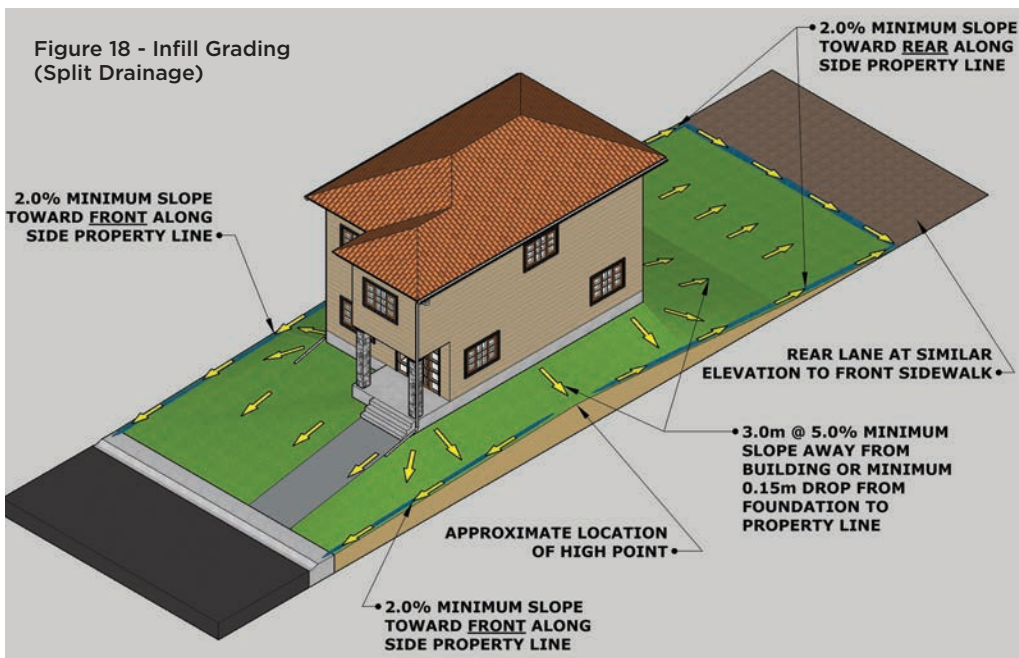 Figure 18 - Infill Grading
(Split Drainage)
2.0% MINIMUM SLOPE
TOWARD REAR ALONG
SIDE PROPERTY LINE
2.0% MINIMUM SLOPE
TOWARD FRONT ALONG
SIDE PROPERTY LINE
REAR LANE AT SIMILAR
ELEVATION TO FRONT SIDEWALK
3.0m @ 5.0% MINIMUM
SLOPE AWAY FROM
BUILDING OR MINIMUM
0.15m DROP FROM
FOUNDATION TO
PROPERTY LINE
APPROXIMATE LOCATION
OF HIGH POINT
2.0% MINIMUM SLOPE
TOWARD FRONT ALONG
SIDE PROPERTY LINE